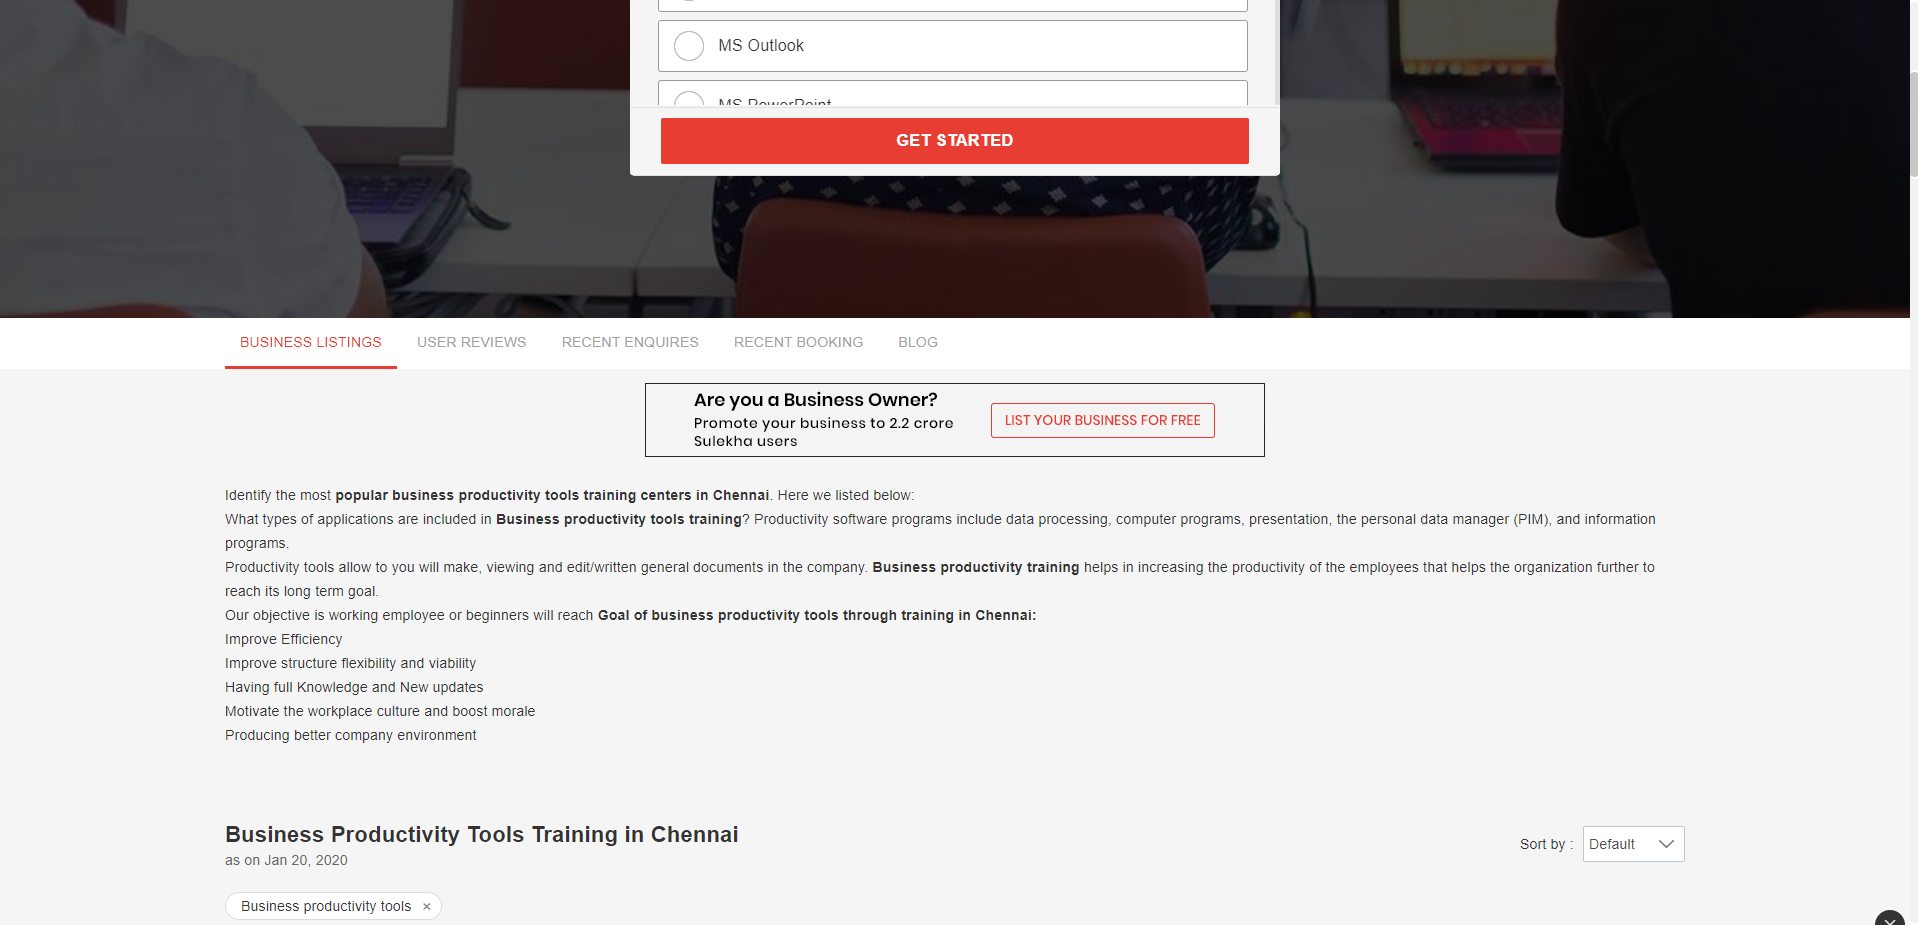 MS Outlook
MS PowerPoint
GET STARTED
BUSINESS LISTINGS USER REVIEWS RECENT ENQUIRES RECENT BOOKING BLOG
Are you a Business Owner?
Promote your business to 2.2 crore
Sulekha users
LIST YOUR BUSINESS FOR FREE
Identify the most popular business productivity tools training centers in Chennai. Here we listed below:
What types of applications are included in Business productivity tools training? Productivity software programs include data processing, computer programs, presentation, the personal data manager (PIM), and information
programs.
Productivity tools allow to you will make, viewing and edit/written general documents in the company. Business productivity training helps in increasing the productivity of the employees that helps the organization further to
reach its long term goal.
Our objective is working employee or beginners will reach Goal of business productivity tools through training in Chennai:
Improve Efficiency
Improve structure flexibility and viability
Having full Knowledge and New updates
Motivate the workplace culture and boost morale
Producing better company environment
Business Productivity Tools Training in Chennai
as on Jan 20, 2020
Sort by : Default
Business productivity tools ×